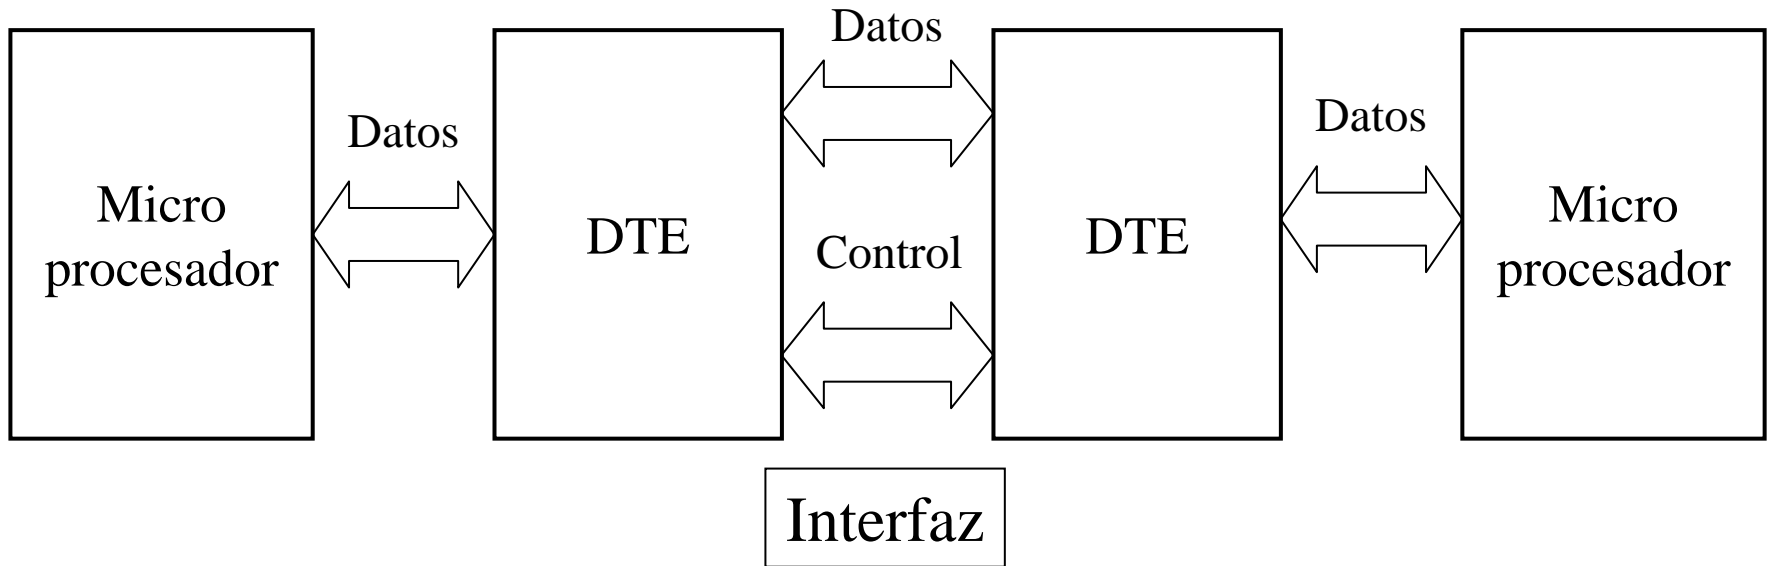 Datos
Datos
Datos
Micro
procesador
DTE
Control
DTE
Micro
procesador
Interfaz